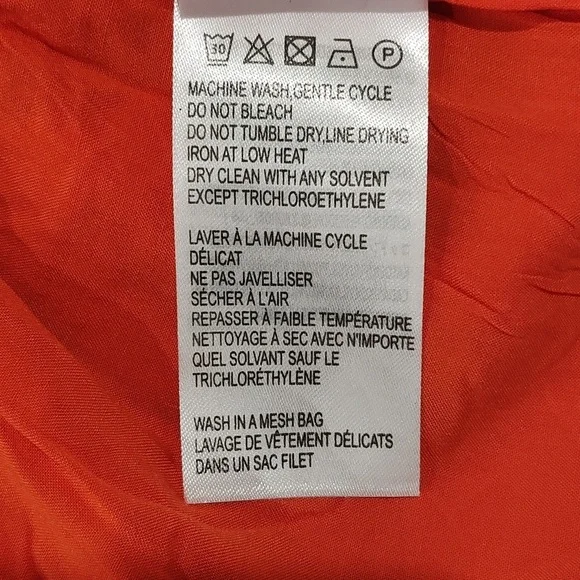 30
P
MACHINE WASH,GENTLE CYCLE
DO NOT BLEACH
DO NOT TUMBLE DRY,LINE DRYING
IRON AT LOW HEAT
DRY CLEAN WITH ANY SOLVENT
EXCEPT TRICHLOROETHYLENE
LAVER À LA MACHINE CYCLE
DÉLICAT
NE PAS JAVELLISER
SÉCHER À L'AIR
REPASSER À FAIBLE TEMPÉRATURE
NETTOYAGE À SEC AVEC N'IMPORTE
QUEL SOLVANT SAUF LE
TRICHLORÉTHYLÈNE
WASH IN A MESH BAG
LAVAGE DE VÊTEMENT DÉLICATS
DANS UN SAC FILET